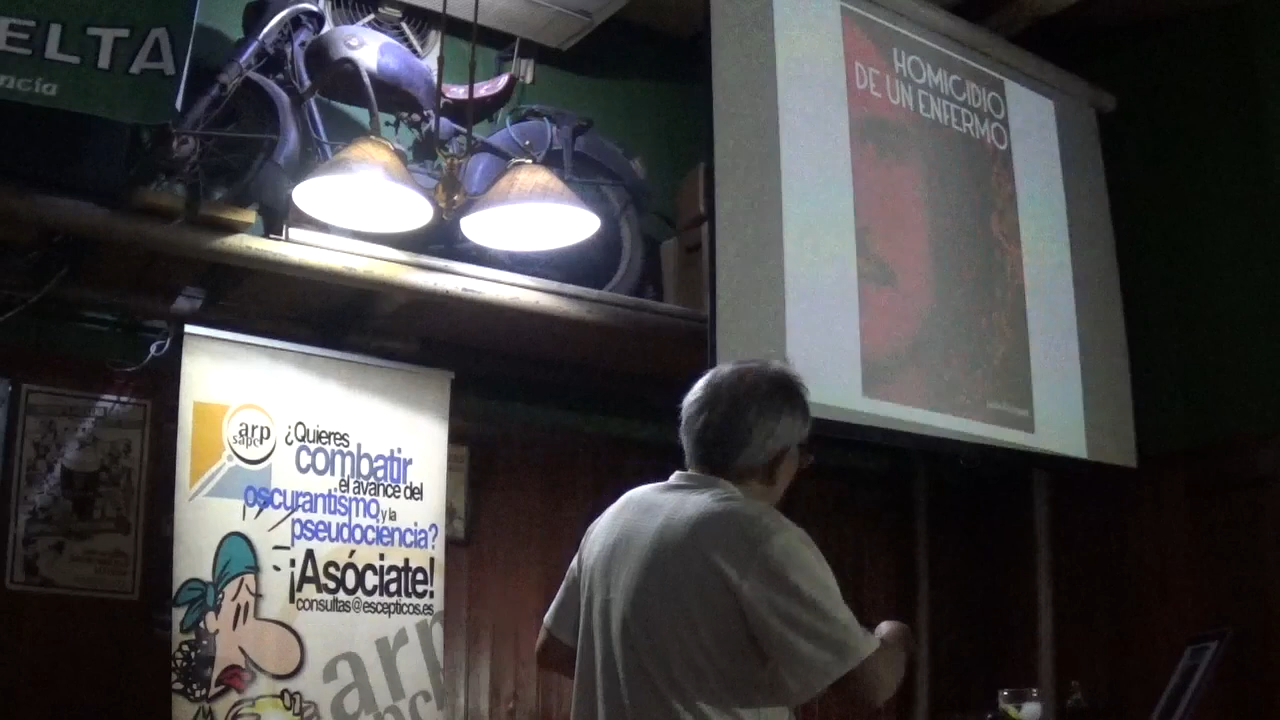 ELTA
ncia
HOMICIDIO
DE UN ENFERMO
arp
sapc
¿Quieres
combatir
el avance del
oscurantismo
y la
pseudociencia?
¡Asóciate!
consultas@escepticos.es
arp